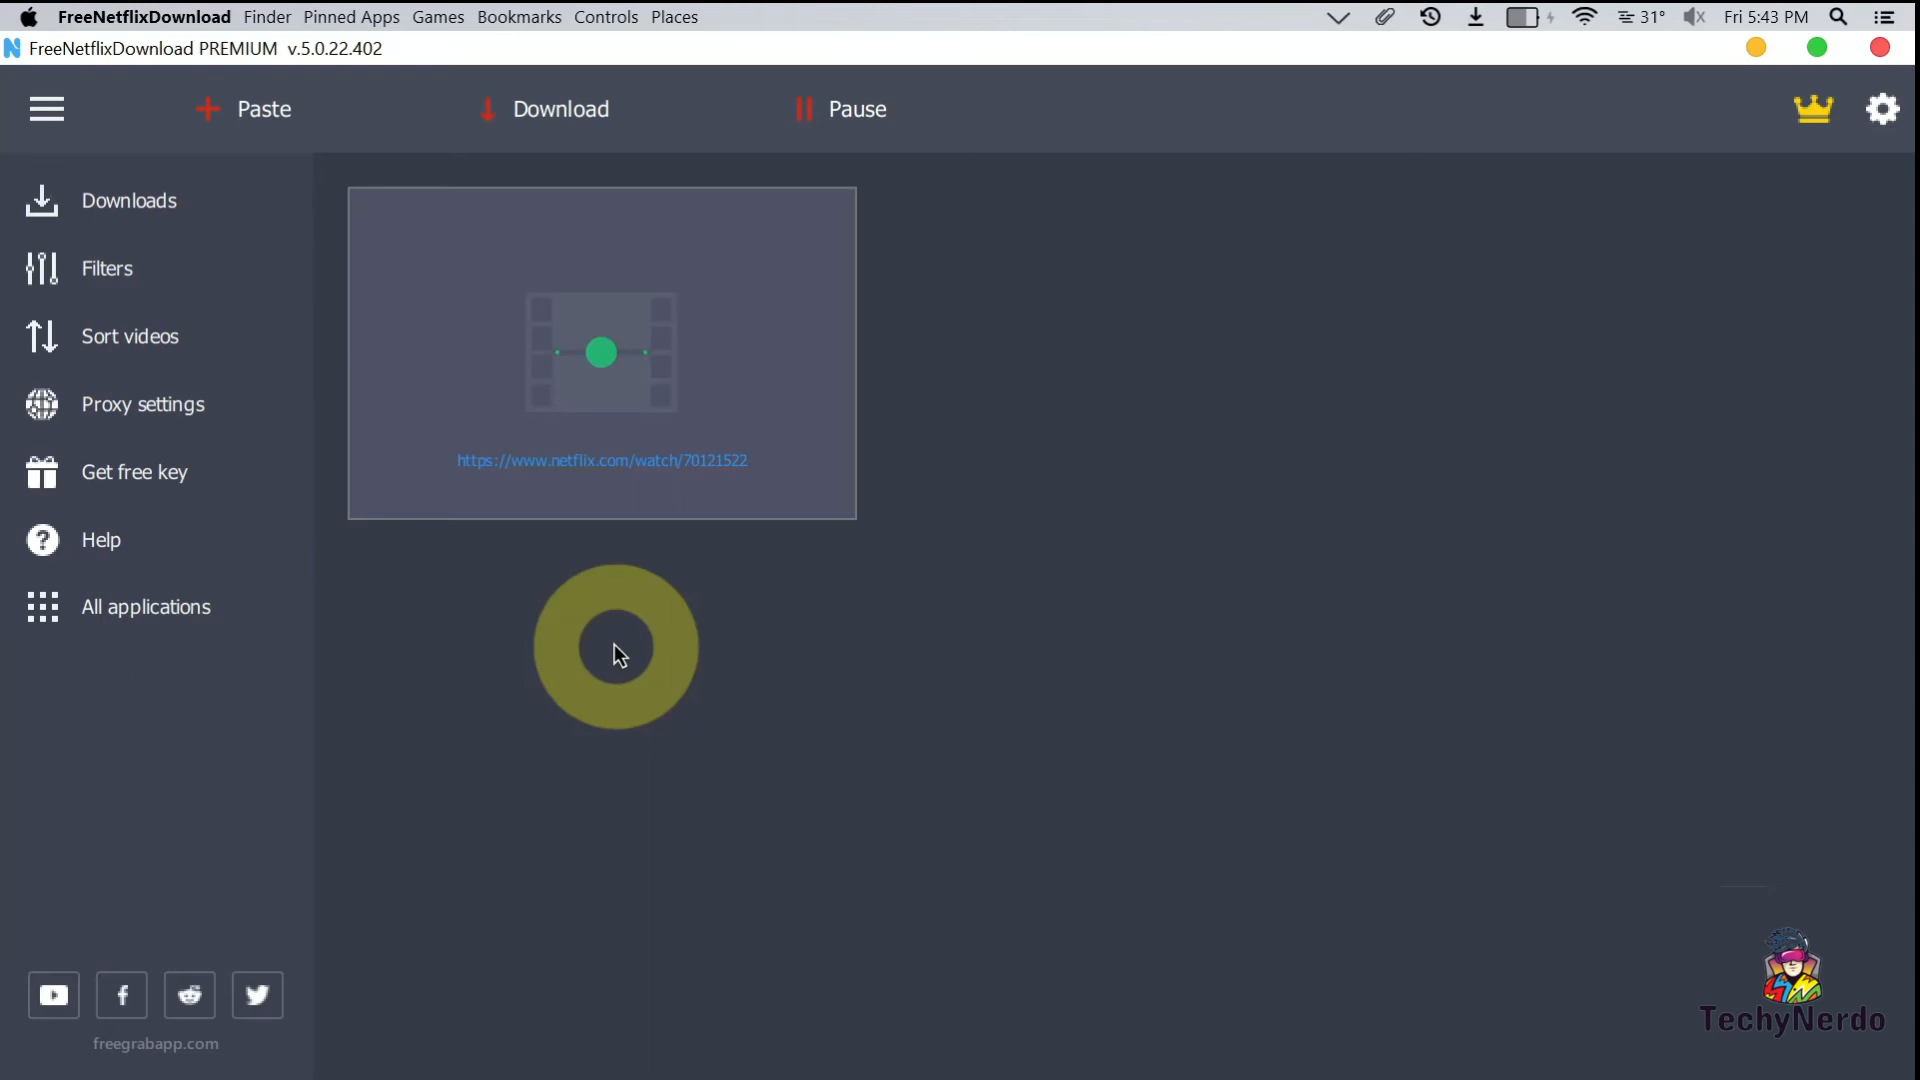 FreeNetflixDownload Finder Pinned Apps Games Bookmarks Controls Places 31° Fri 5:43 PM
FreeNetflixDownload PREMIUM v.5.0.22.402
Paste Download Pause
Downloads
Filters
Sort videos
Proxy settings
Get free key
Help
All applications
https://www.netflix.com/watch/70121522
freegrabapp.com
TechyNerdo